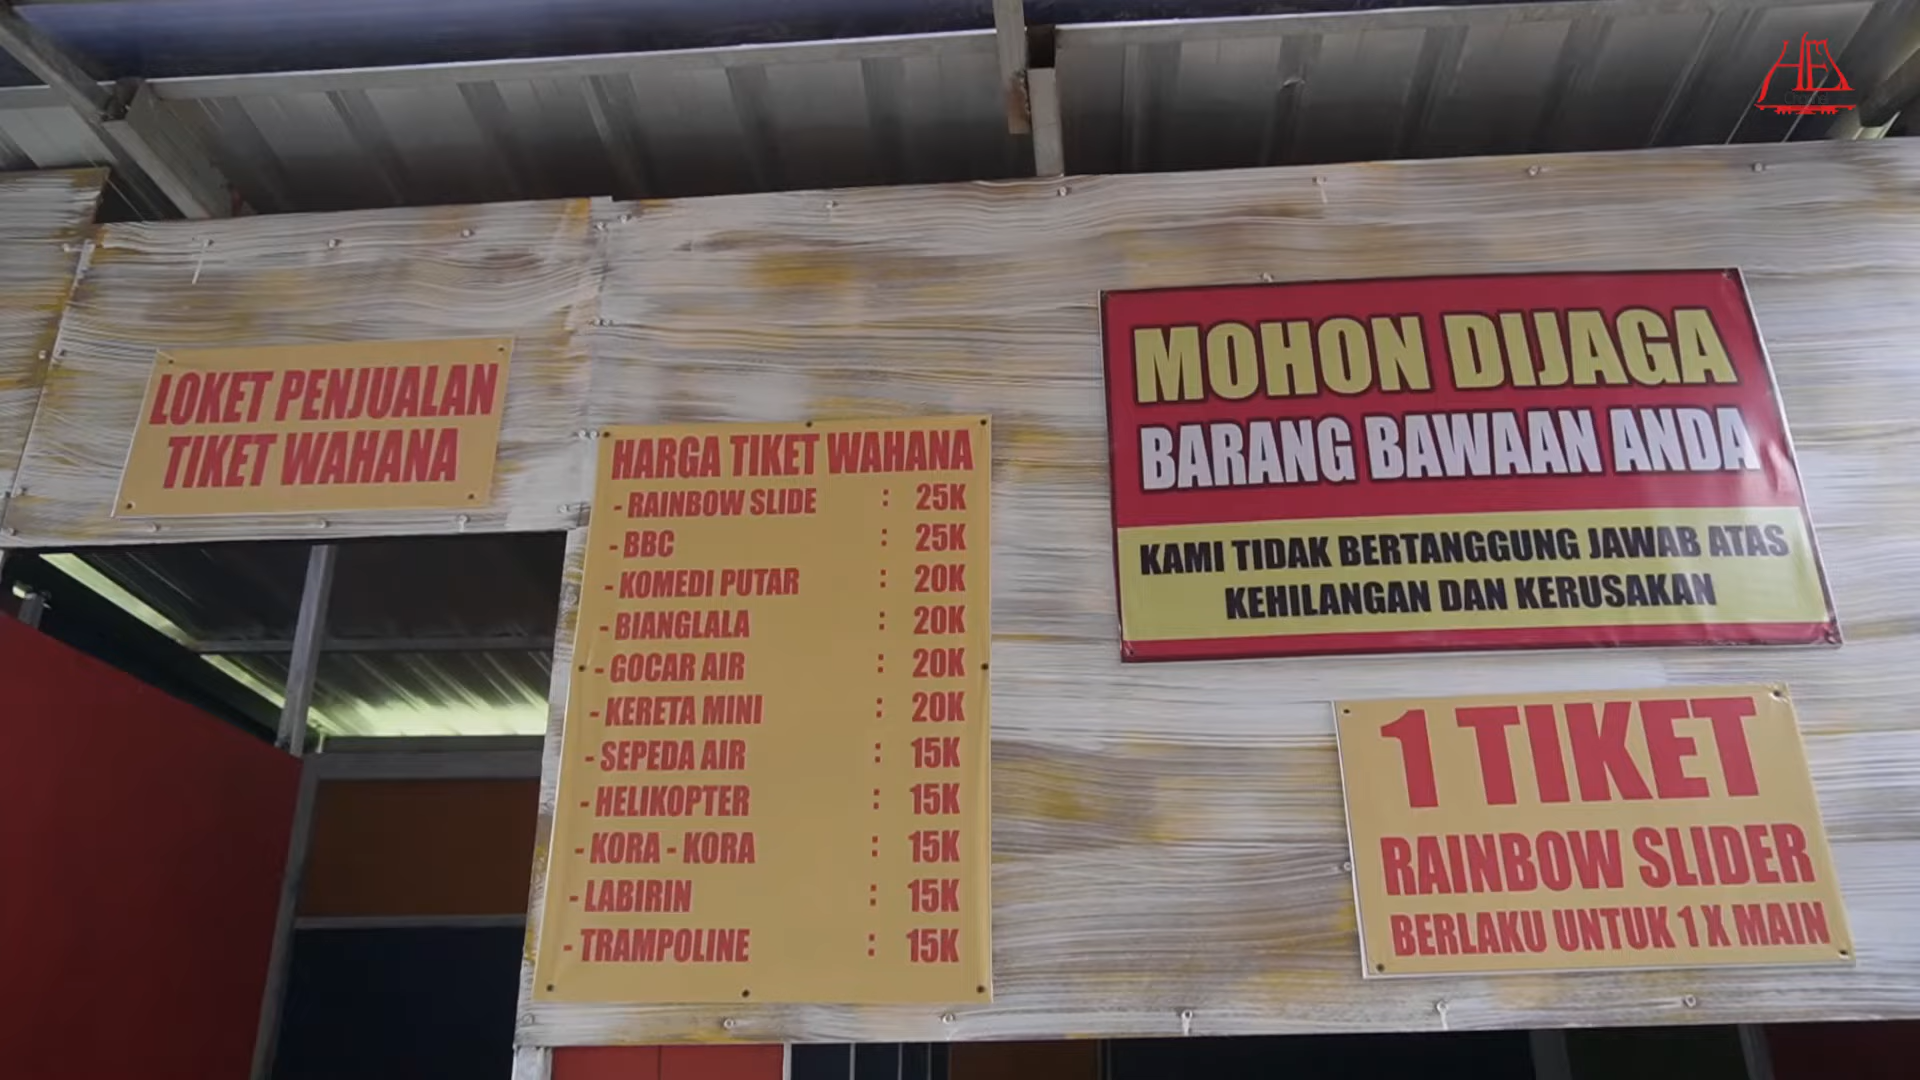 LOKET PENJUALAN
TIKET WAHANA
HARGA TIKET WAHANA
- RAINBOW SLIDE : 25K
- BBC : 25K
- KOMEDI PUTAR : 20K
- BIANGLALA : 20K
- GOCAR AIR : 20K
- KERETA MINI : 20K
- SEPEDA AIR : 15K
- HELIKOPTER : 15K
- KORA - KORA : 15K
- LABIRIN : 15K
- TRAMPOLINE : 15K
MOHON DIJAGA
BARANG BAWAAN ANDA
KAMI TIDAK BERTANGGUNG JAWAB ATAS
KEHILANGAN DAN KERUSAKAN
1 TIKET
RAINBOW SLIDER
BERLAKU UNTUK 1 X MAIN